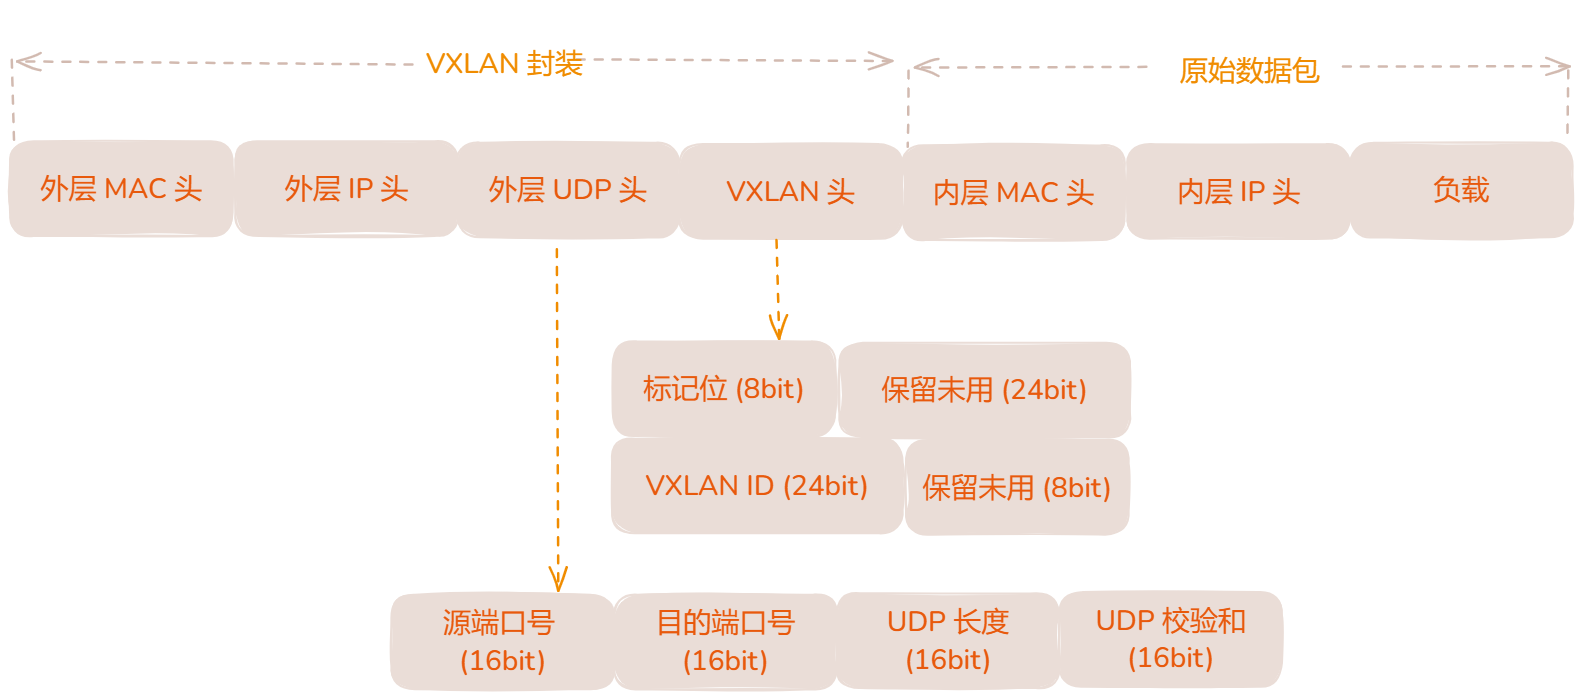 VXLAN 封装
原始数据包
外层 MAC 头
外层 IP 头
外层 UDP 头
VXLAN 头
内层 MAC 头
内层 IP 头
负载
标记位 (8bit)
保留未用 (24bit)
VXLAN ID (24bit)
保留未用 (8bit)
源端口号
(16bit)
目的端口号
(16bit)
UDP 长度
(16bit)
UDP 校验和
(16bit)